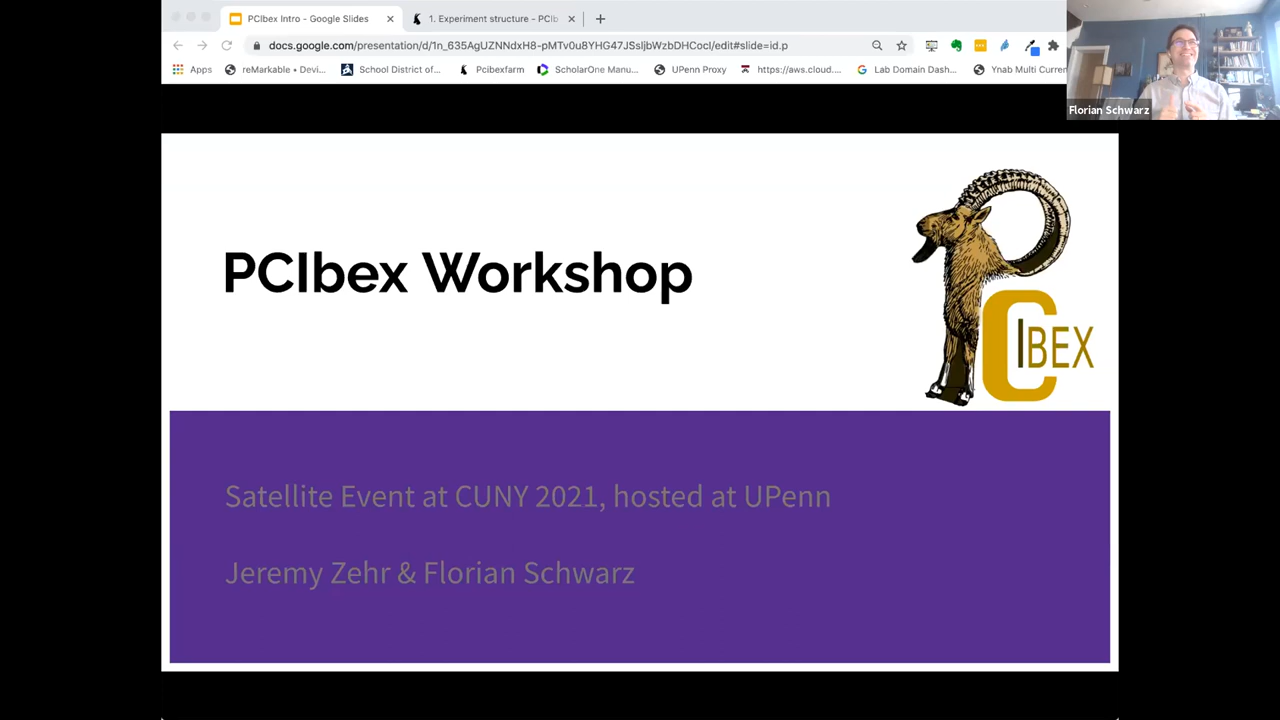 PCIbex Intro - Google Slides
1. Experiment structure - PCIb
docs.google.com/presentation/d/1n_635AgUZNNdxH8-pMTv0u8YHG47JSsljbWzbDHCocI/edit#slide=id.p
Apps
reMarkable • Devi...
School District of...
Pcibexfarm
ScholarOne Manu...
UPenn Proxy
https://aws.cloud....
Lab Domain Dash...
Ynab Multi Curren
Florian Schwarz
PCIbex Workshop
C
IBEX
Satellite Event at CUNY 2021, hosted at UPenn
Jeremy Zehr & Florian Schwarz